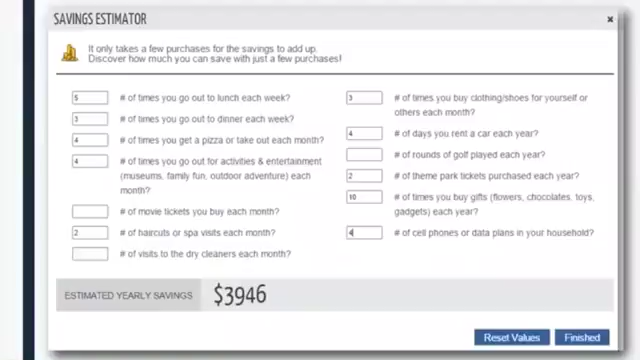 SAVINGS ESTIMATOR
×
It only takes a few purchases for the savings to add up.
Discover how much you can save with just a few purchases!
5 # of times you go out to lunch each week?
3 # of times you go out to dinner each week?
4 # of times you get a pizza or take out each month?
4 # of times you go out for activities & entertainment
(museums, family fun, outdoor adventure) each
month?
# of movie tickets you buy each month?
2 # of haircuts or spa visits each month?
# of visits to the dry cleaners each month?
3 # of times you buy clothing/shoes for yourself or
others each month?
4 # of days you rent a car each year?
# of rounds of golf played each year?
2 # of theme park tickets purchased each year?
10 # of times you buy gifts (flowers, chocolates, toys,
gadgets) each year?
4 # of cell phones or data plans in your household?
ESTIMATED YEARLY SAVINGS $3946
Reset Values Finished